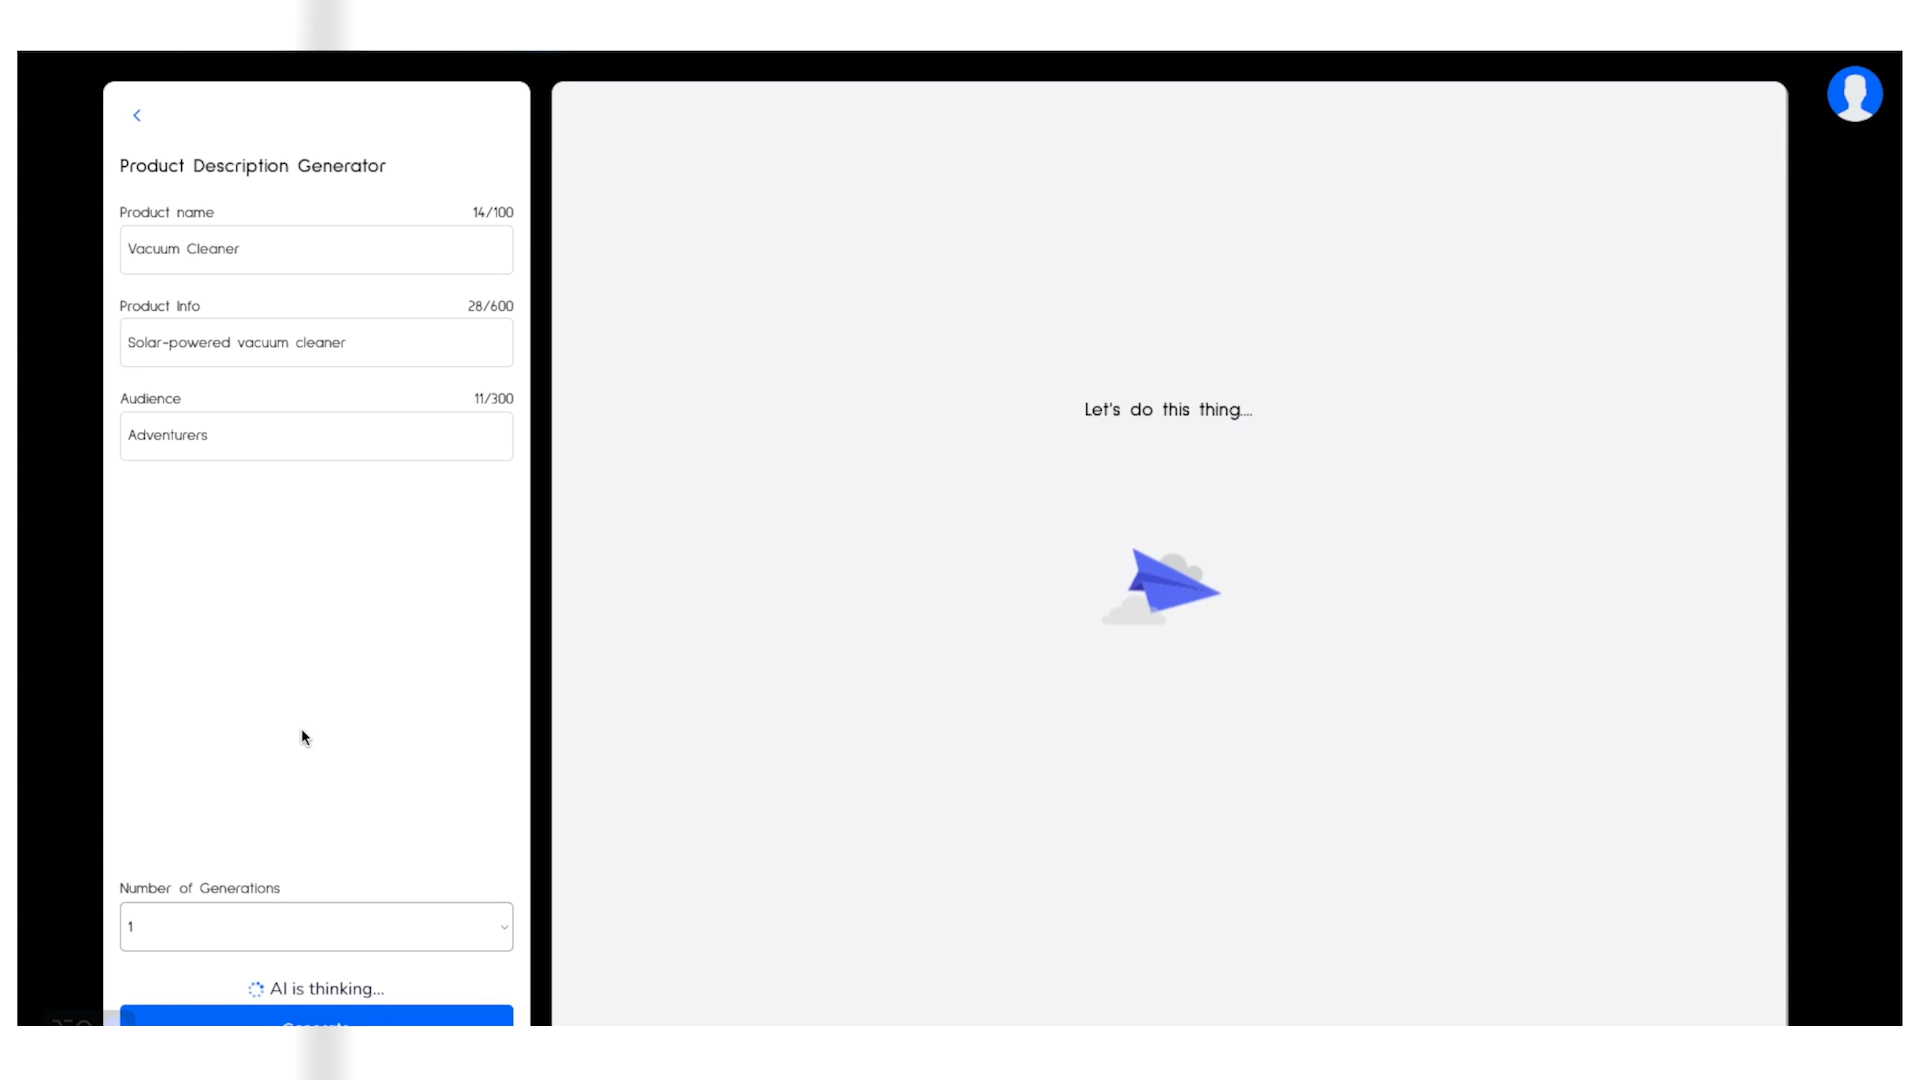 Product Description Generator
Product name 14/100
Vacuum Cleaner
Product Info 28/600
Solar-powered vacuum cleaner
Audience 11/300
Adventurers
Let's do this thing....
Number of Generations
1
AI is thinking...
Generate